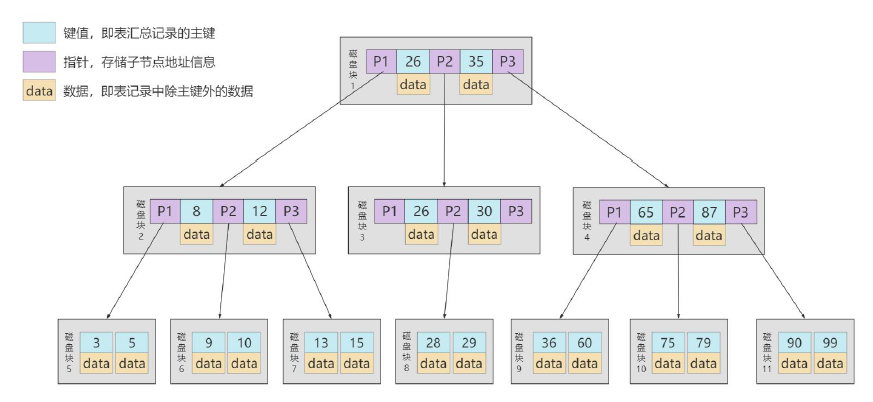 键值，即表汇总记录的主键
指针，存储子节点地址信息
data 数据，即表记录中除主键外的数据
磁盘块1 P1 26 P2 35 P3
data data
磁盘块2 P1 8 P2 12 P3
data data
磁盘块3 P1 26 P2 30 P3
data data
磁盘块4 P1 65 P2 87 P3
data data
磁盘块5 3 5
data data
磁盘块6 9 10
data data
磁盘块7 13 15
data data
磁盘块8 28 29
data data
磁盘块9 36 60
data data
磁盘块10 75 79
data data
磁盘块11 90 99
data data